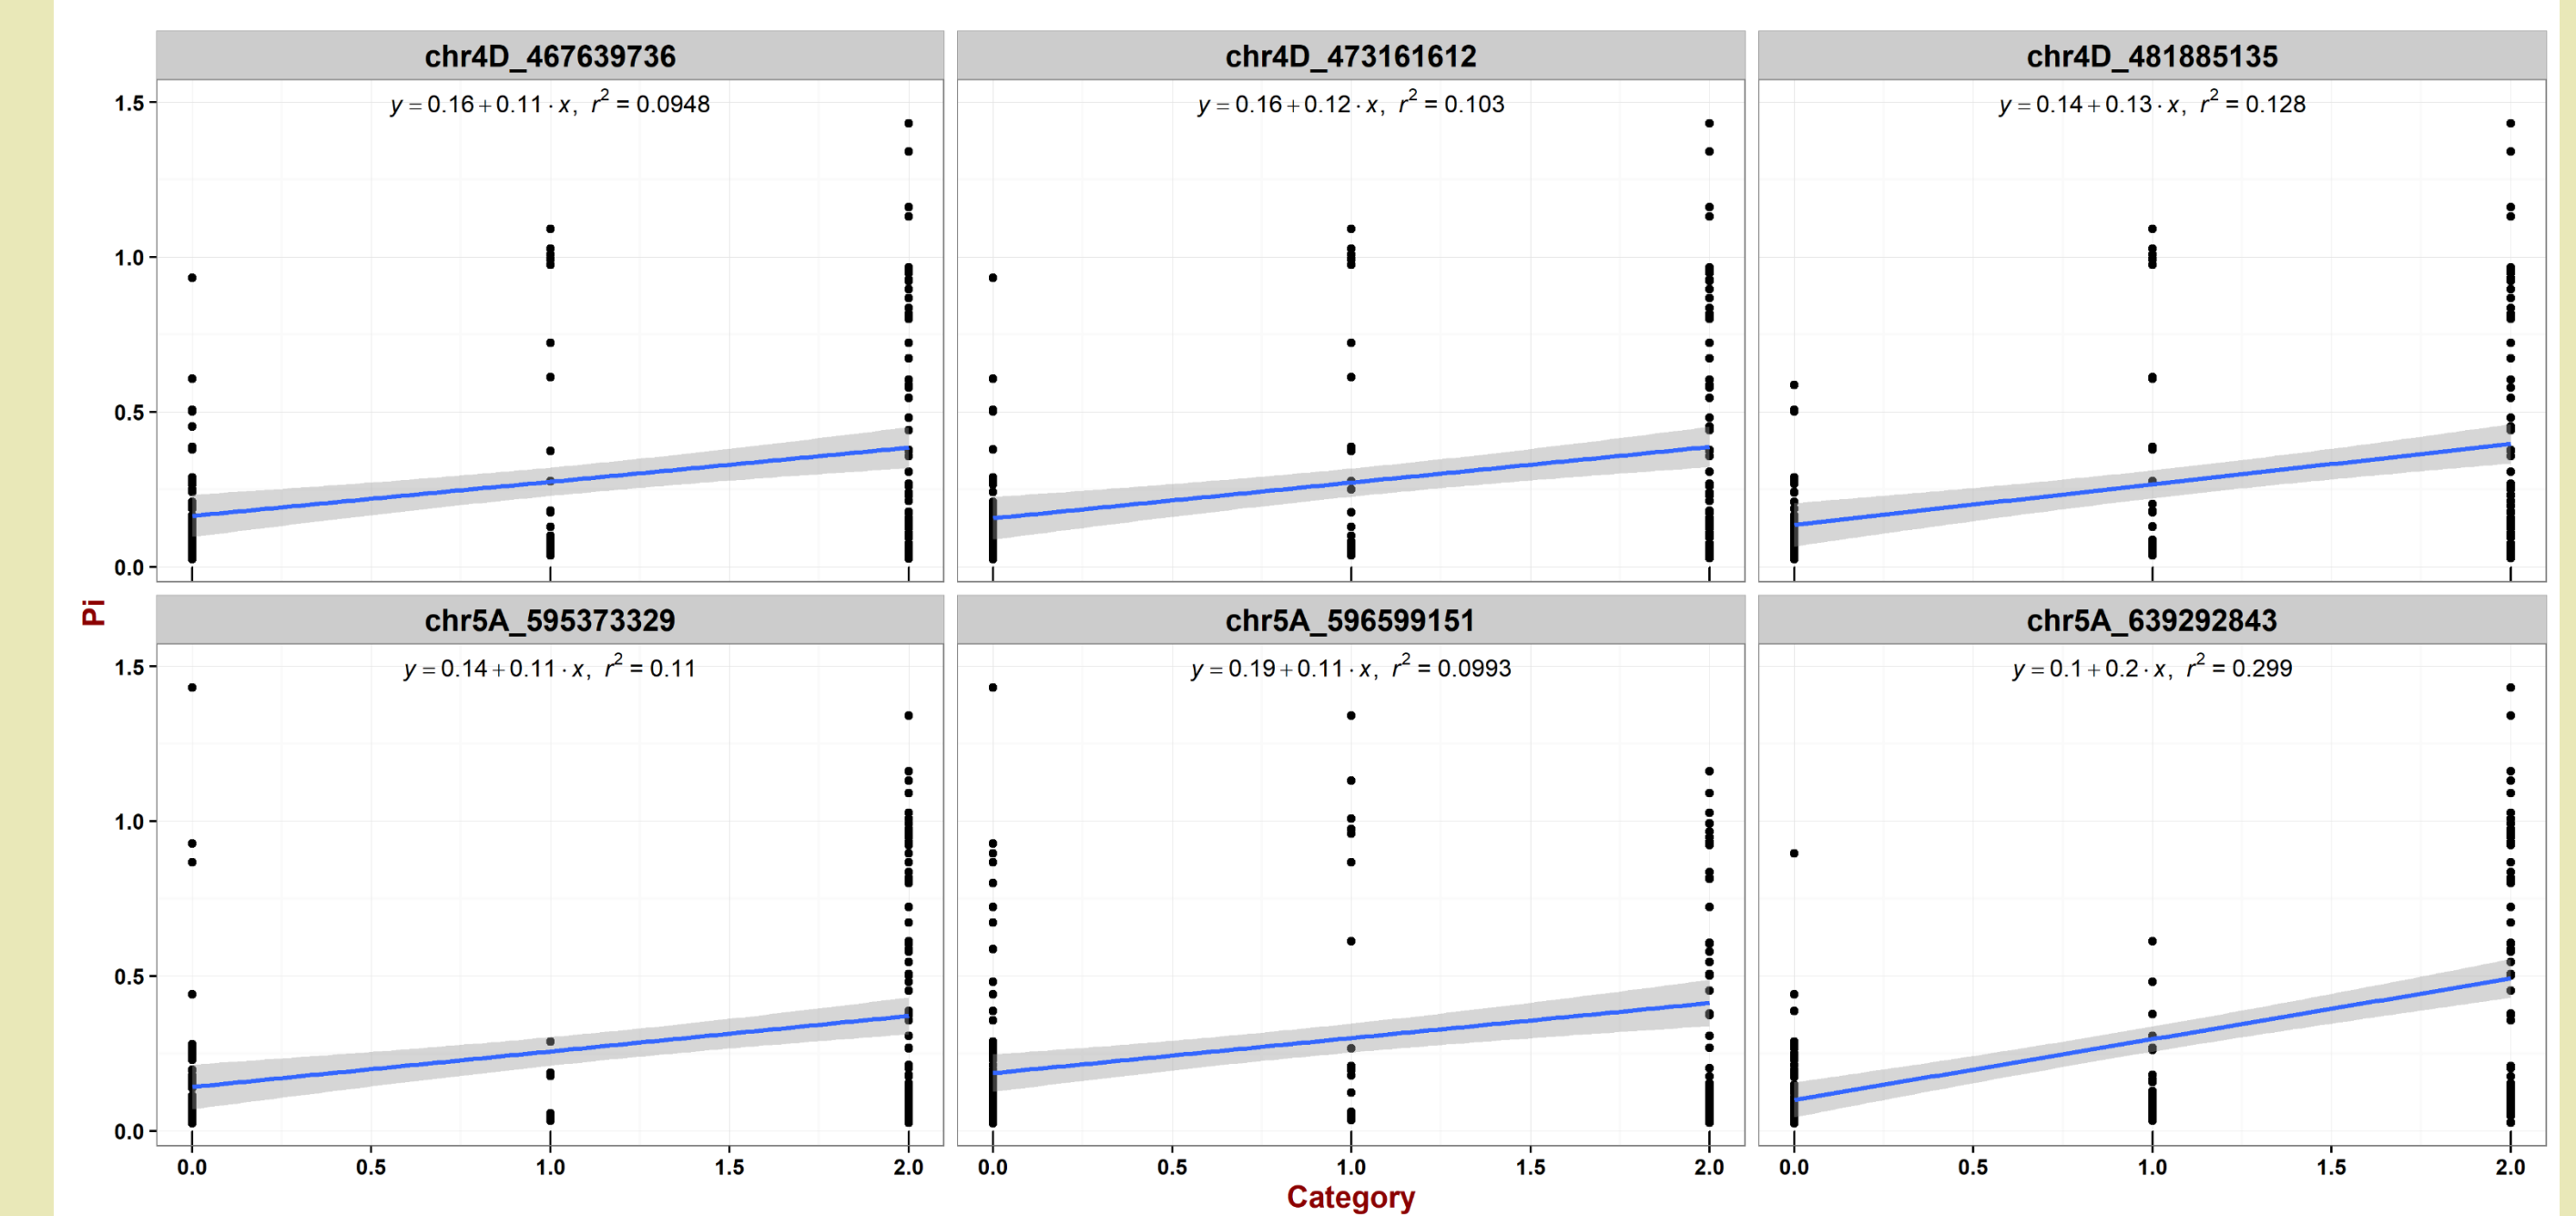 chr4D_467639736 chr4D_473161612 chr4D_481885135
y = 0.16 + 0.11 · x, r² = 0.0948 y = 0.16 + 0.12 · x, r² = 0.103 y = 0.14 + 0.13 · x, r² = 0.128
1.5
1.0
0.5
0.0
Pi
chr5A_595373329 chr5A_596599151 chr5A_639292843
y = 0.14 + 0.11 · x, r² = 0.11 y = 0.19 + 0.11 · x, r² = 0.0993 y = 0.1 + 0.2 · x, r² = 0.299
1.5
1.0
0.5
0.0
0.0 0.5 1.0 1.5 2.0 0.0 0.5 1.0 1.5 2.0 0.0 0.5 1.0 1.5 2.0
Category